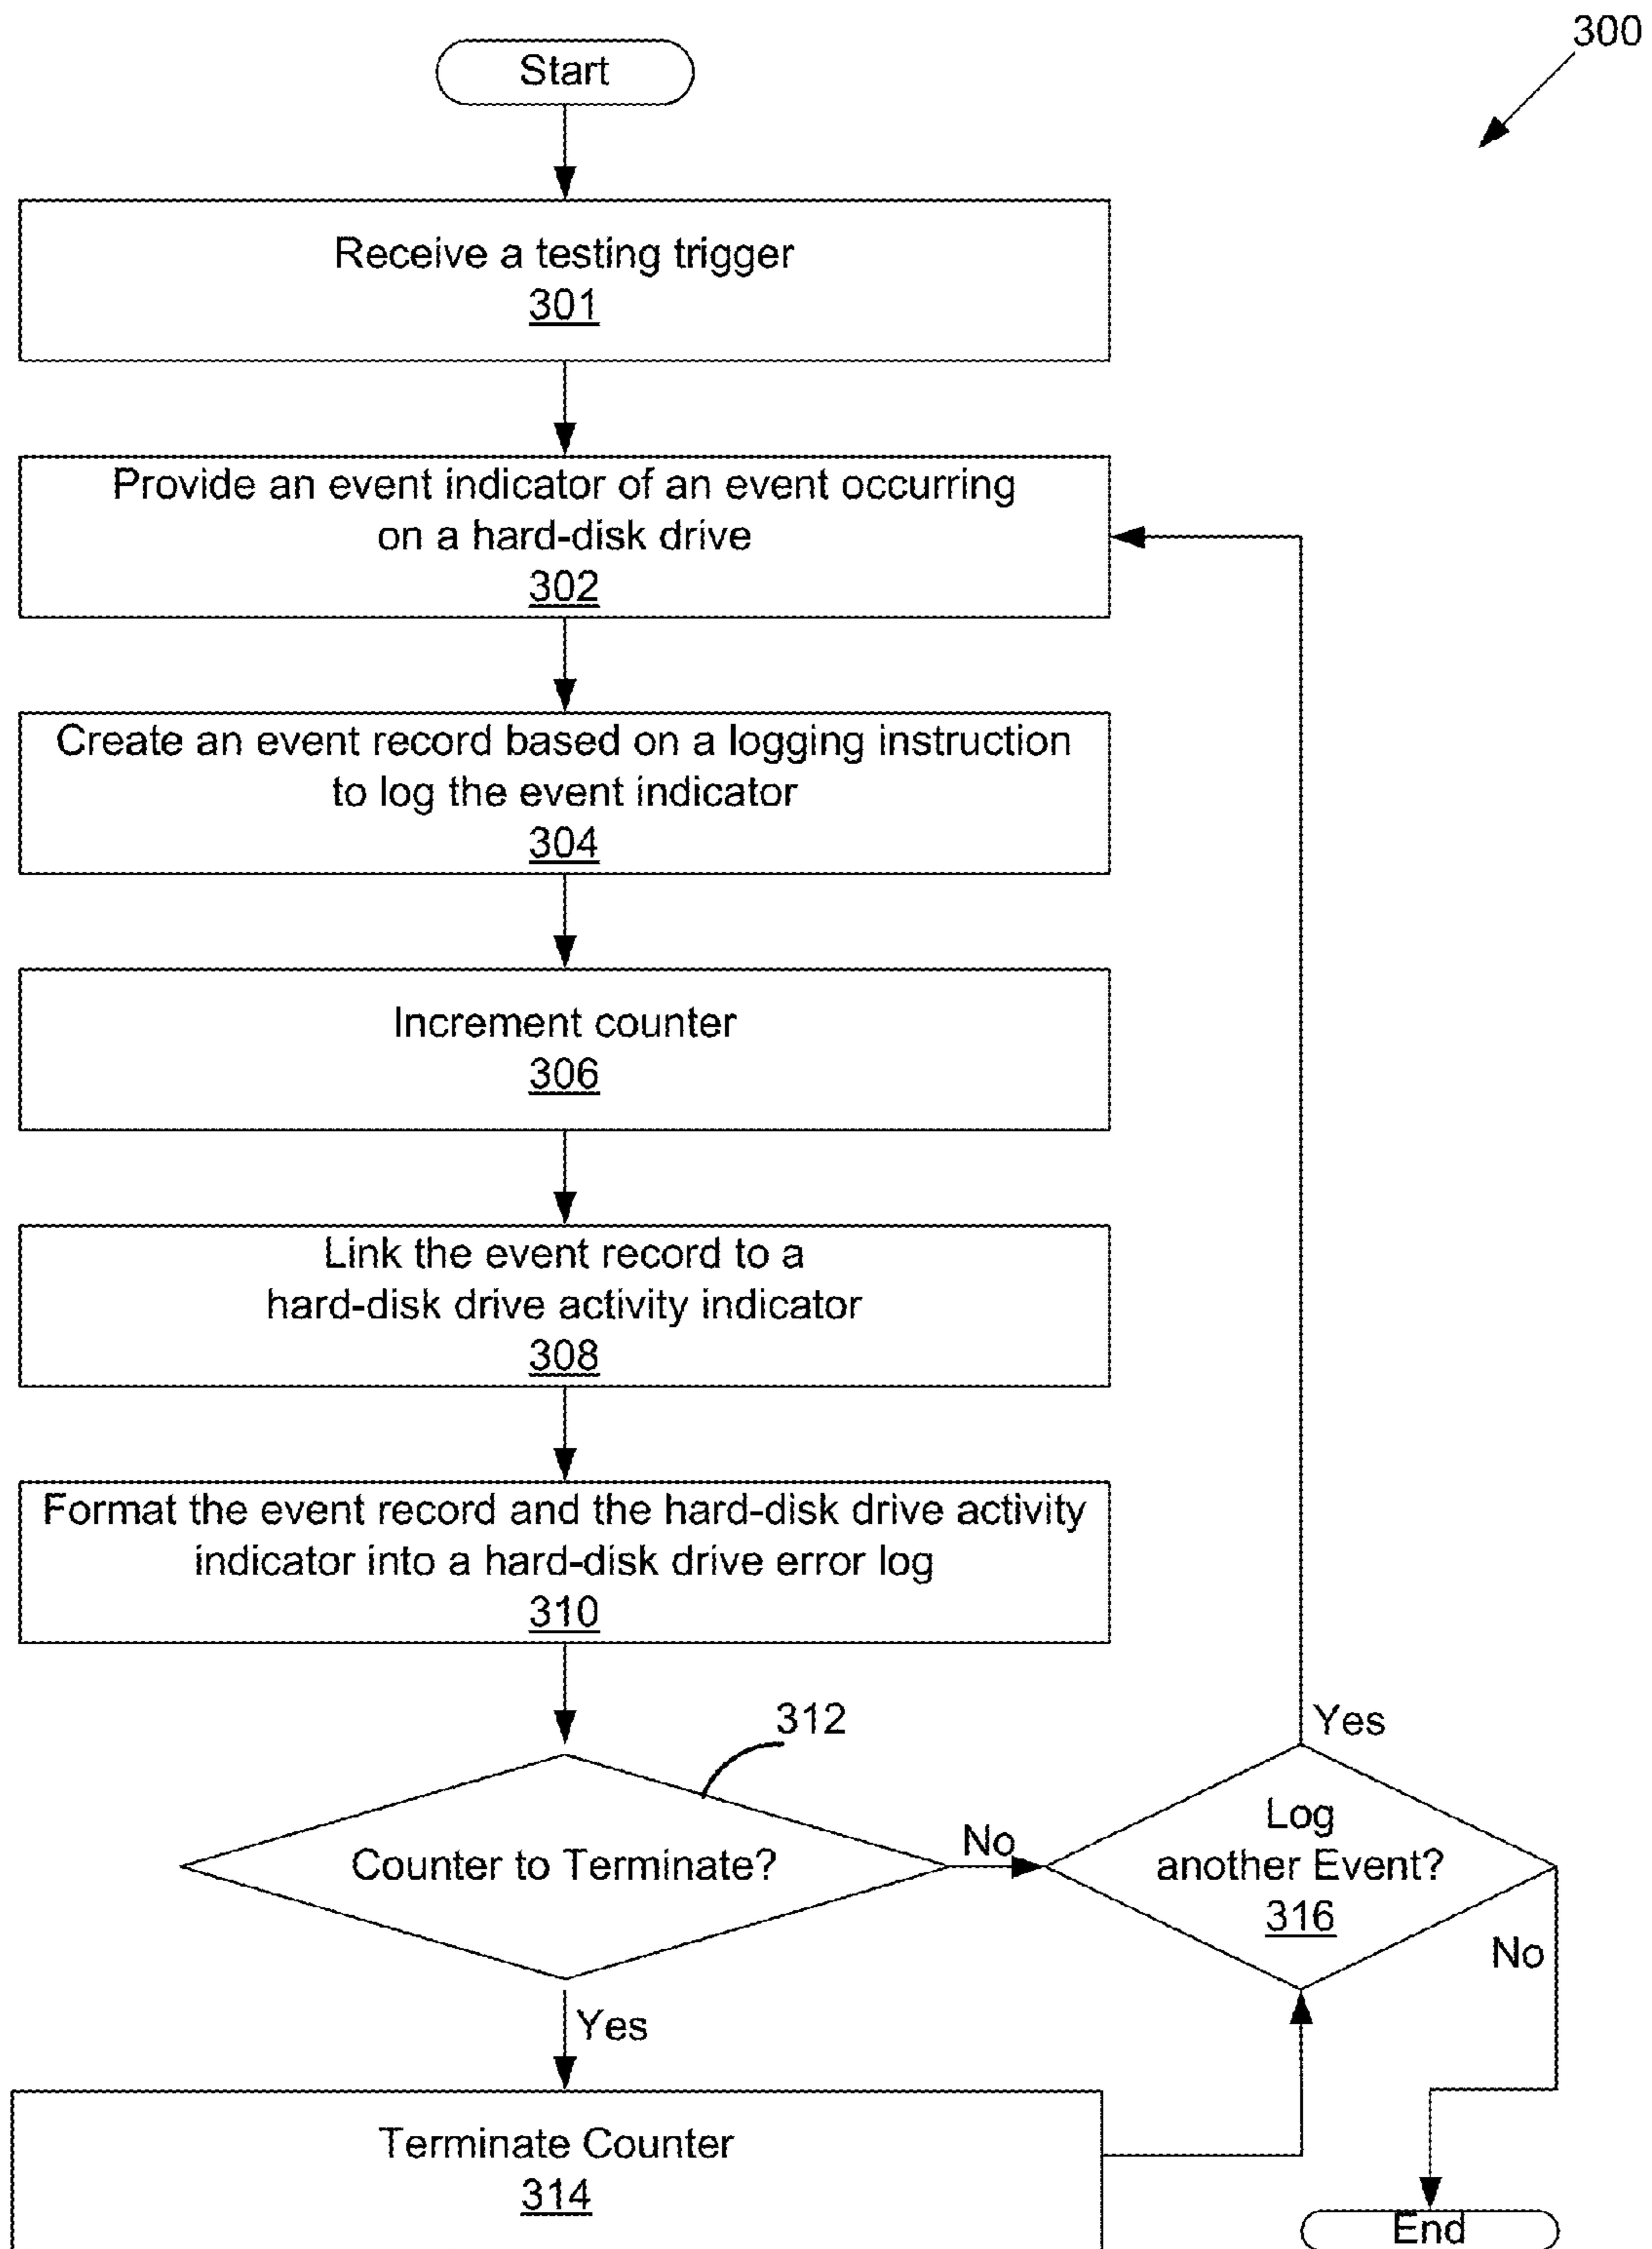 300
Start
Receive a testing trigger
301
Provide an event indicator of an event occurring
on a hard-disk drive
302
Create an event record based on a logging instruction
to log the event indicator
304
Increment counter
306
Link the event record to a
hard-disk drive activity indicator
308
Format the event record and the hard-disk drive activity
indicator into a hard-disk drive error log
310
312
Counter to Terminate?
No
Yes
Log
another Event?
316
Yes
No
Terminate Counter
314
End